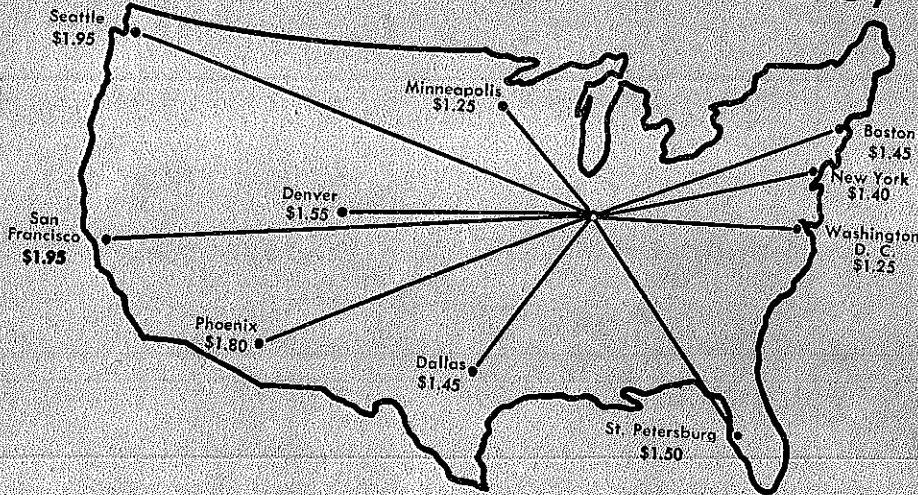 Seattle
$1.95
Minneapolis
$1.25
Boston
$1.45
New York
$1.40
Denver
$1.55
San
Francisco
$1.95
Washington
D. C.
$1.25
Phoenix
$1.80
Dallas
$1.45
St. Petersburg
$1.50